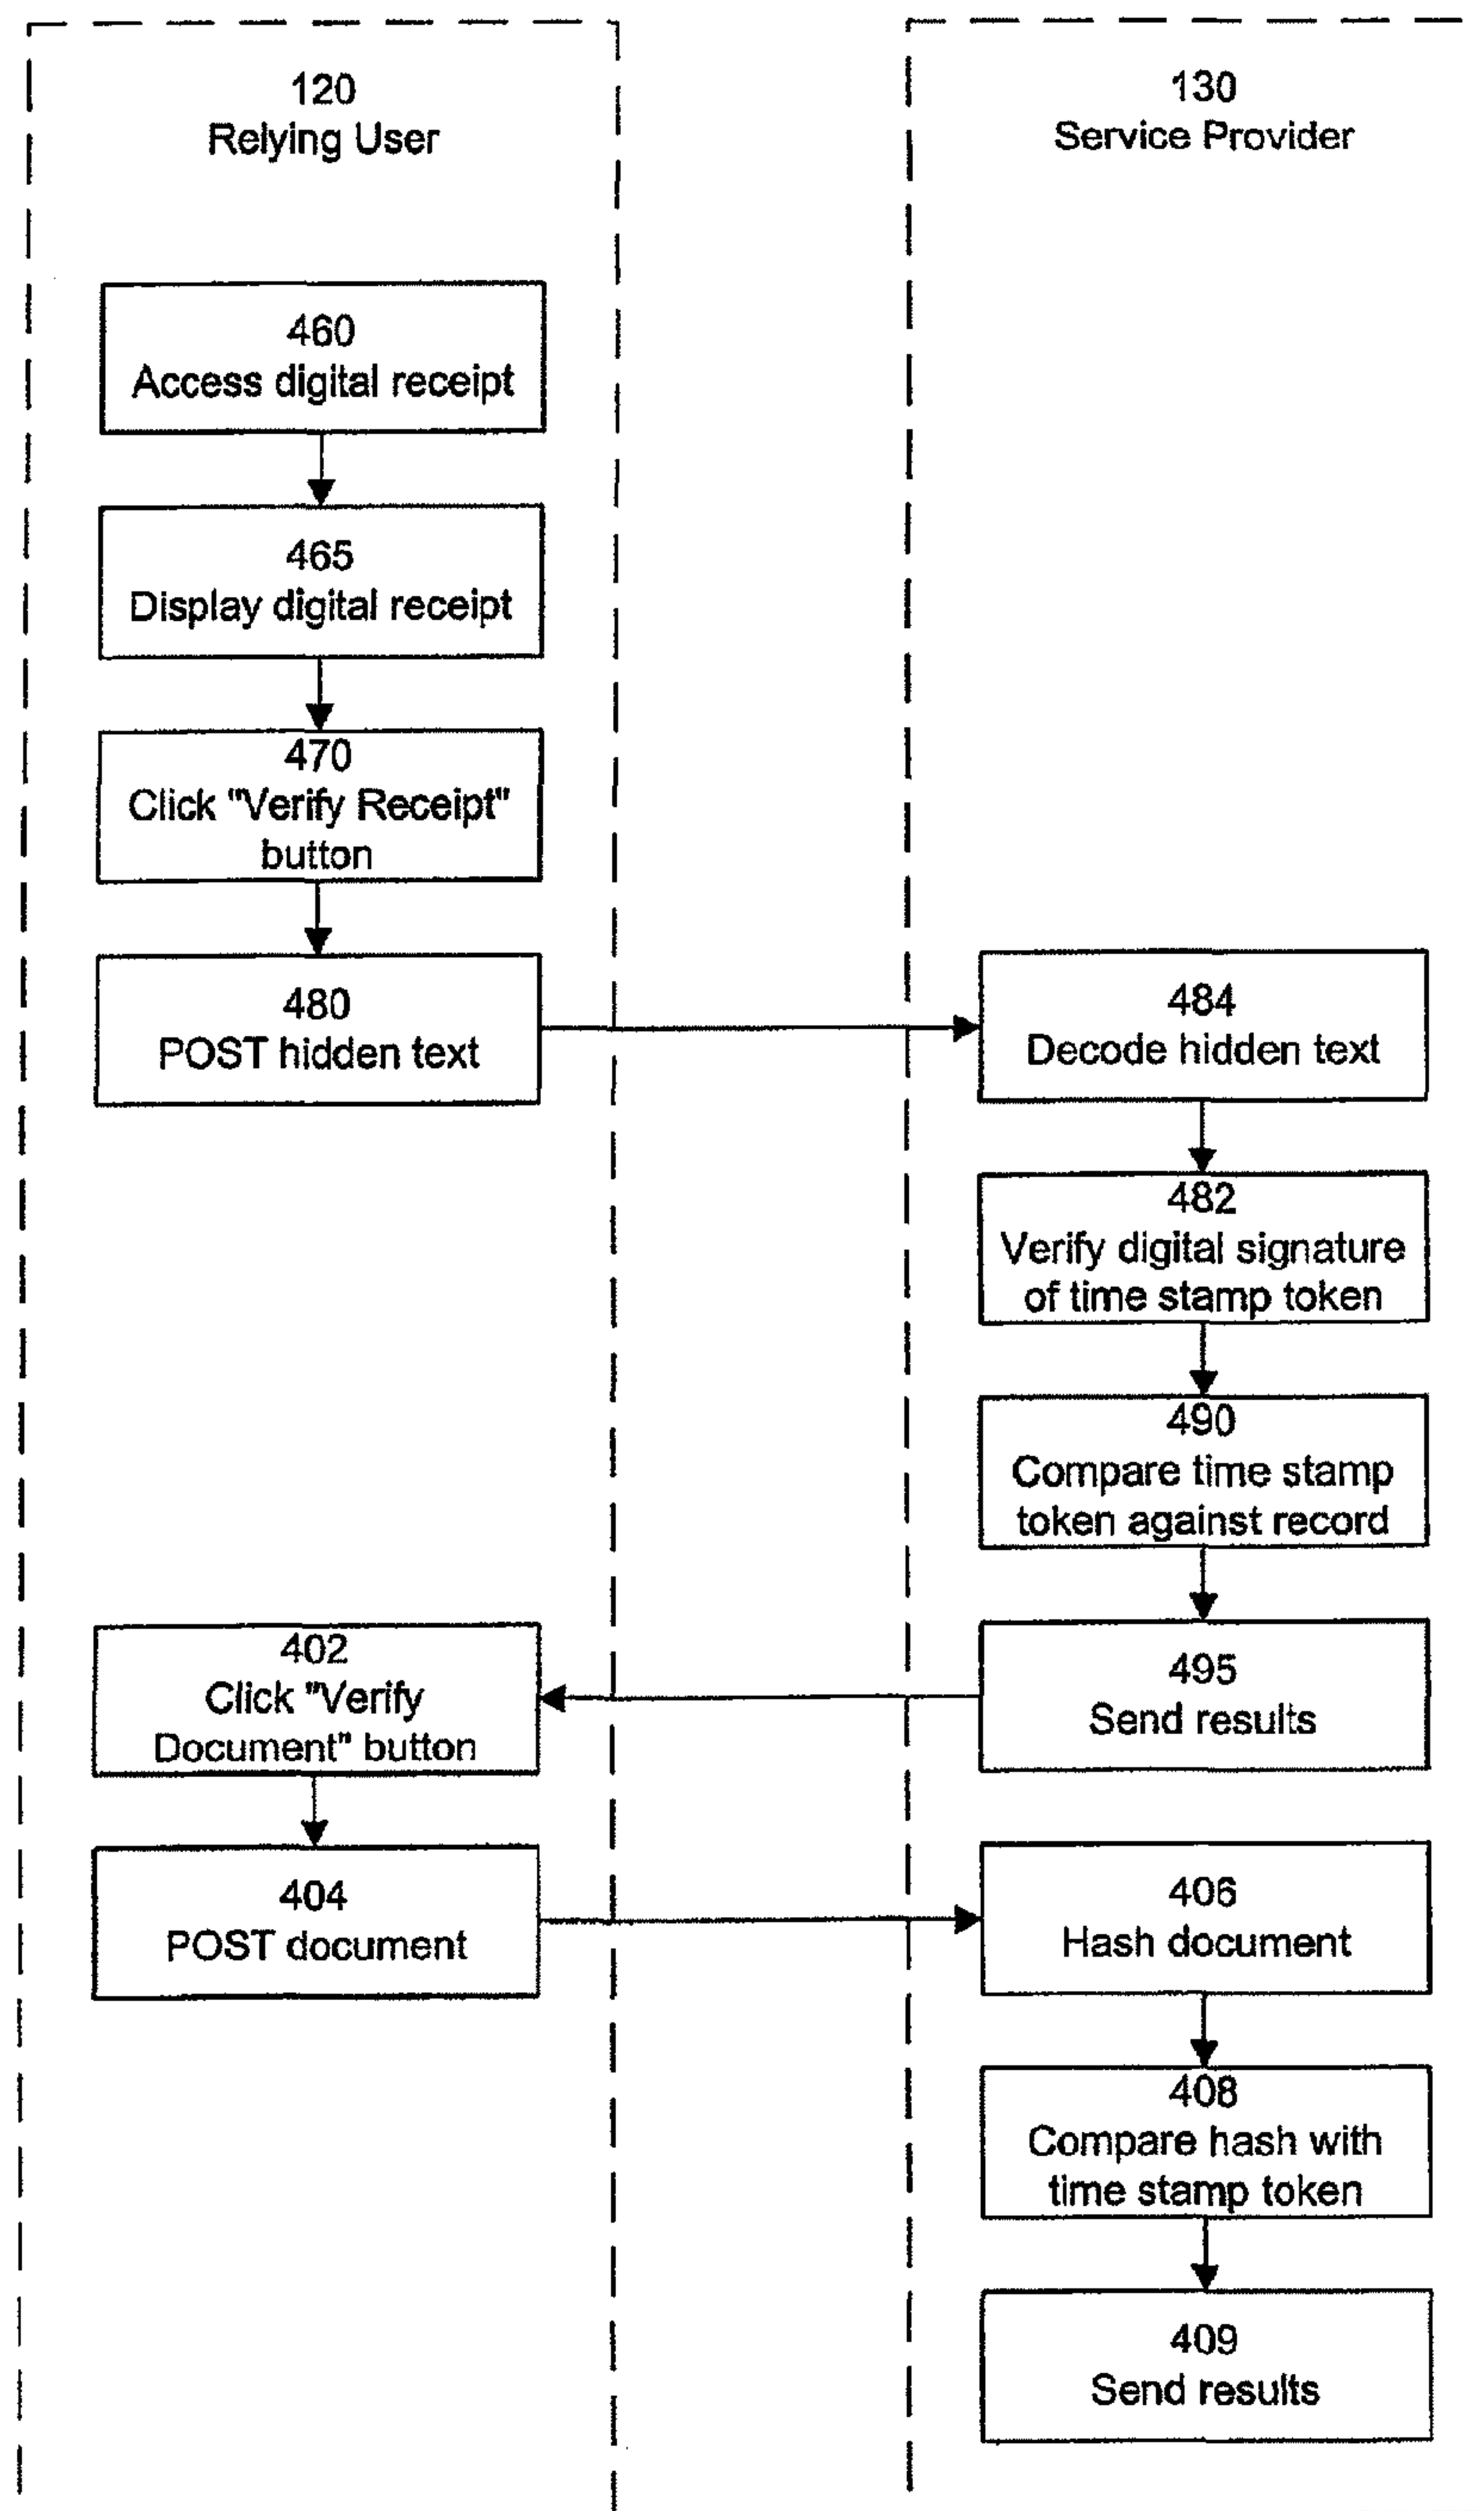 120
Relying User
130
Service Provider
460
Access digital receipt
465
Display digital receipt
470
Click "Verify Receipt"
button
480
POST hidden text
484
Decode hidden text
482
Verify digital signature
of time stamp token
490
Compare time stamp
token against record
495
Send results
402
Click "Verify
Document" button
404
POST document
406
Hash document
408
Compare hash with
time stamp token
409
Send results